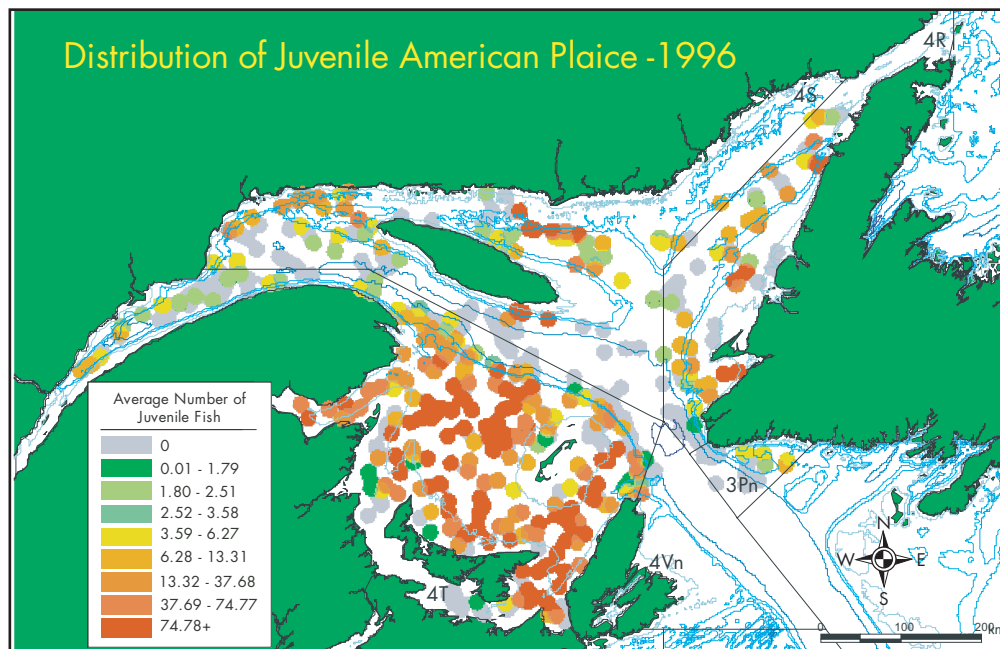 Distribution of Juvenile American Plaice -1996
4R
4S
Average Number of
Juvenile Fish
0
0.01 - 1.79
1.80 - 2.51
2.52 - 3.58
3.59 - 6.27
6.28 - 13.31
13.32 - 37.68
37.69 - 74.77
74.78+
3Pn
4Vn
4T
N
W E
S
0 100 200
km